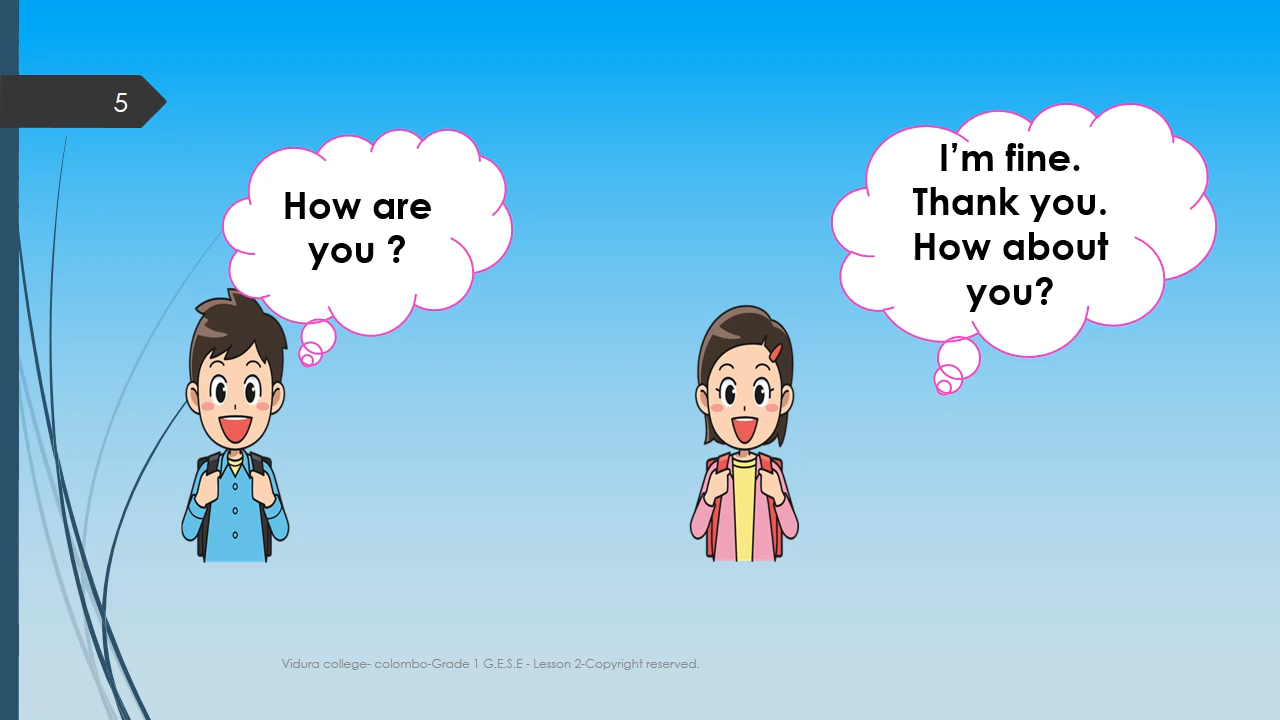 5
How are
you ?
I’m fine.
Thank you.
How about
you?
Vidura college- colombo-Grade 1 G.E.S.E - Lesson 2-Copyright reserved.